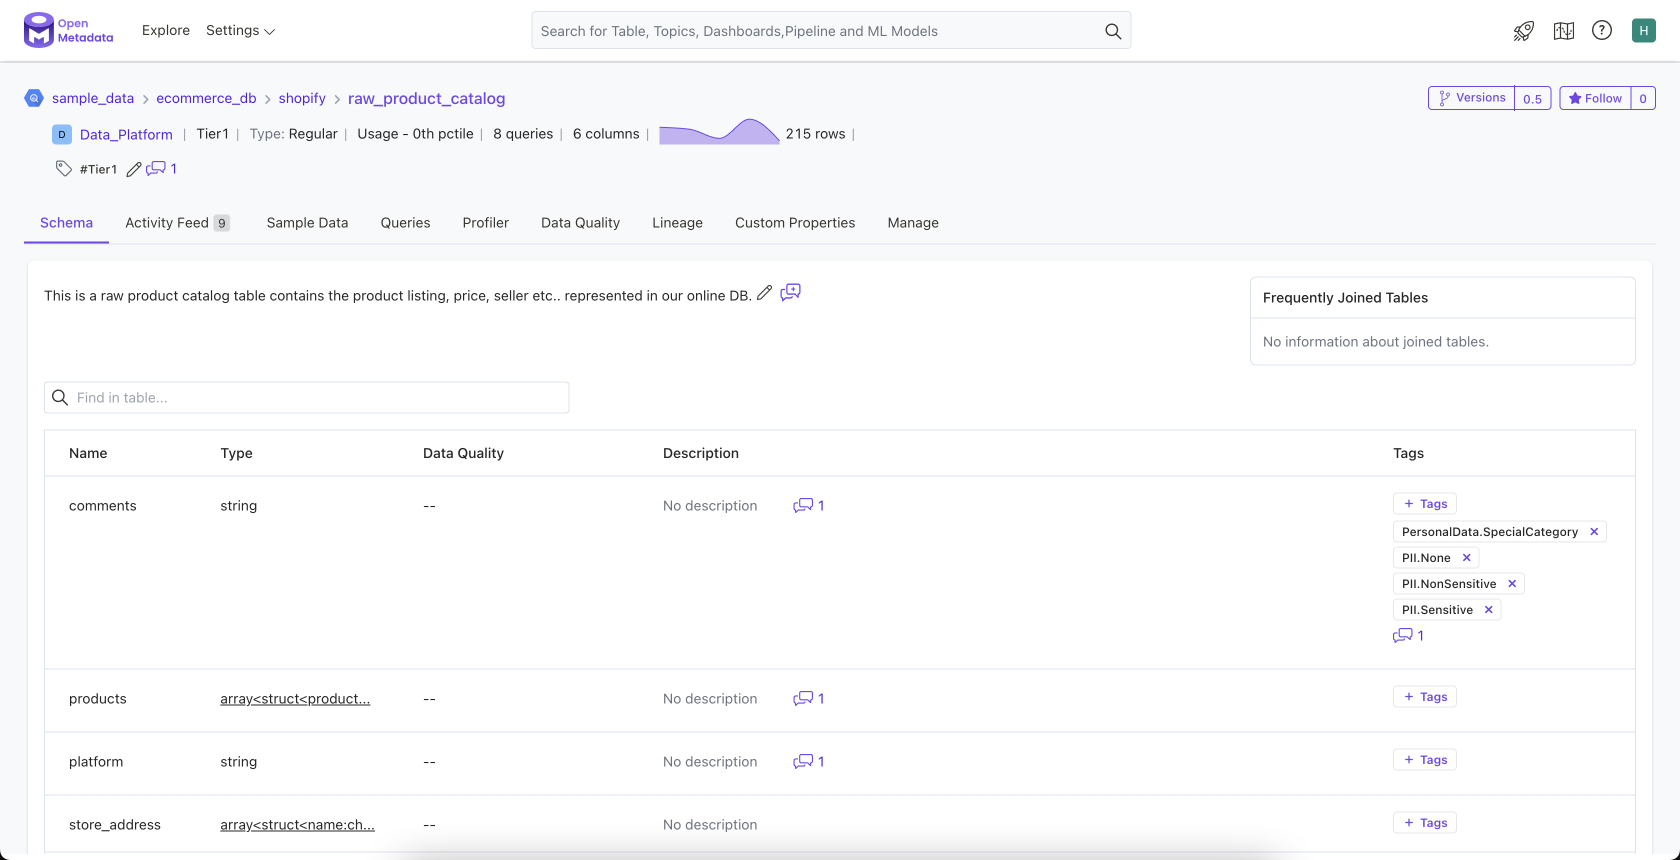 Open Metadata
Explore Settings
Search for Table, Topics, Dashboards,Pipeline and ML Models
?
H
sample_data > ecommerce_db > shopify > raw_product_catalog
Versions 0.5 Follow 0
D Data_Platform | Tier1 | Type: Regular | Usage - 0th pctile | 8 queries | 6 columns | 215 rows |
#Tier1 1
Schema Activity Feed 9 Sample Data Queries Profiler Data Quality Lineage Custom Properties Manage
This is a raw product catalog table contains the product listing, price, seller etc.. represented in our online DB.
Frequently Joined Tables
No information about joined tables.
Find in table...
Name Type Data Quality Description Tags
comments string -- No description 1 + Tags
PersonalData.SpecialCategory ×
PII.None ×
PII.NonSensitive ×
PII.Sensitive ×
1
products array<struct<product... -- No description 1 + Tags
platform string -- No description 1 + Tags
store_address array<struct<name:ch... -- No description + Tags